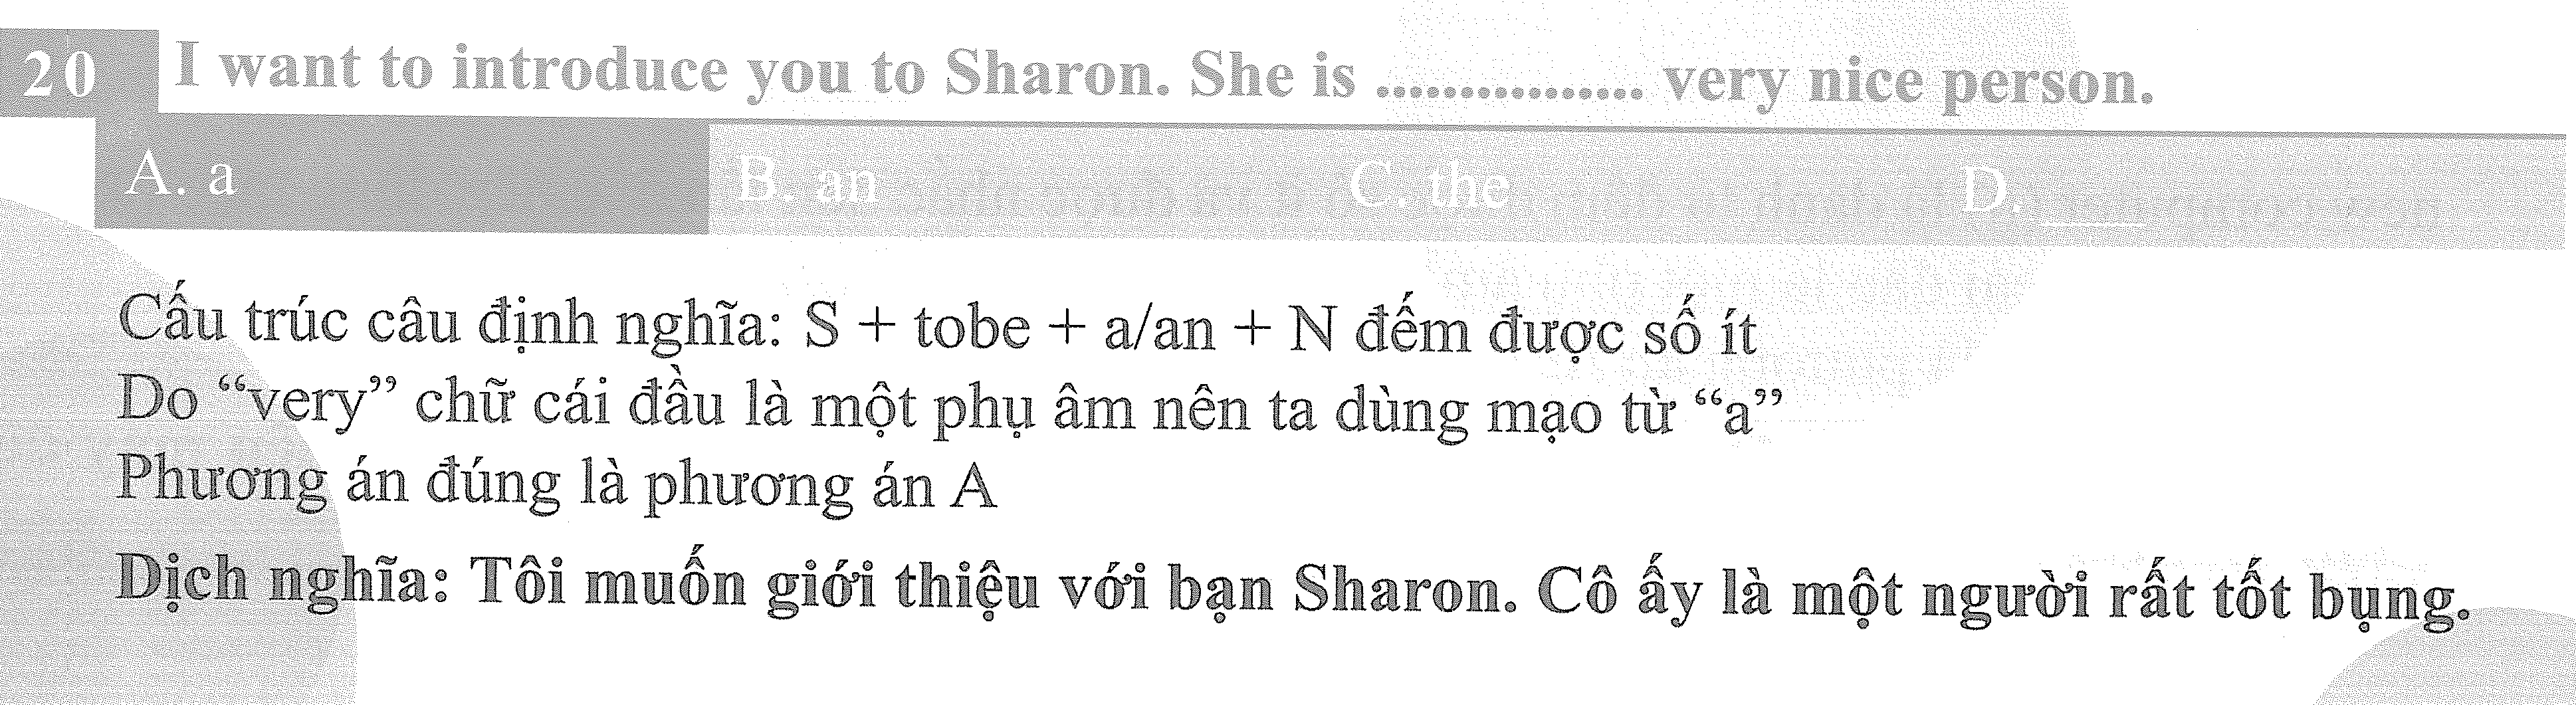 20 I want to introduce you to Sharon. She is ................ very nice person.
A. a B. an C. the D. ____
Cấu trúc câu định nghĩa: S + tobe + a/an + N đếm được số ít
Do “very” chữ cái đầu là một phụ âm nên ta dùng mạo từ “a”
Phương án đúng là phương án A
Dịch nghĩa: Tôi muốn giới thiệu với bạn Sharon. Cô ấy là một người rất tốt bụng.